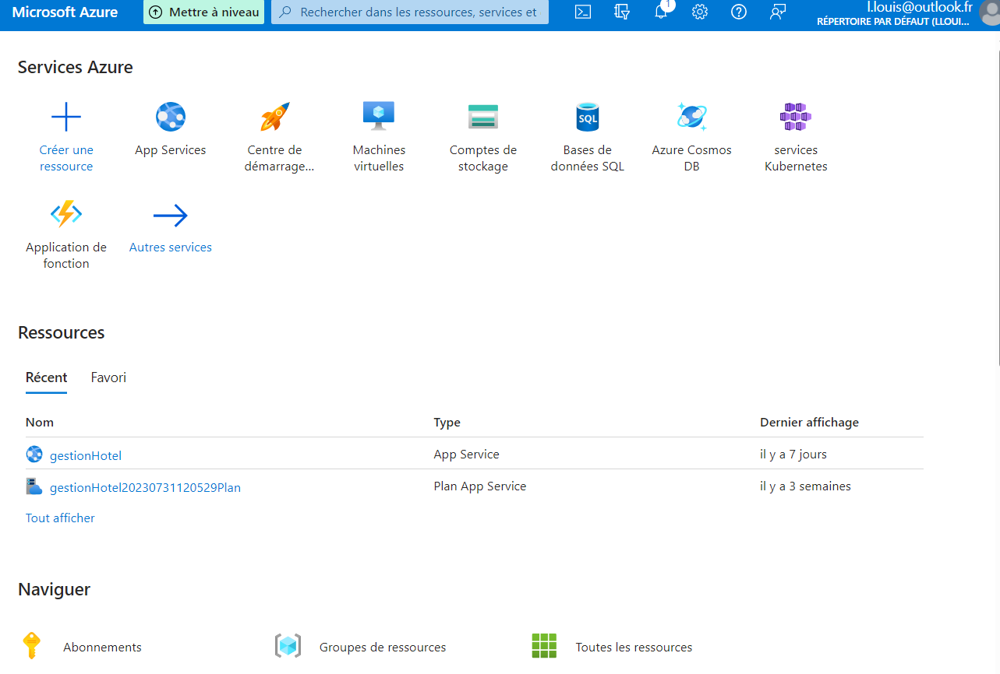 Microsoft Azure
Mettre à niveau
Rechercher dans les ressources, services et
1
l.louis@outlook.fr
RÉPERTOIRE PAR DÉFAUT (LLOUI...
Services Azure
Créer une ressource
App Services
Centre de démarrage...
Machines virtuelles
Comptes de stockage
SQL
Bases de données SQL
Azure Cosmos DB
services Kubernetes
Application de fonction
Autres services
Ressources
Récent Favori
Nom Type Dernier affichage
gestionHotel App Service il y a 7 jours
gestionHotel20230731120529Plan Plan App Service il y a 3 semaines
Tout afficher
Naviguer
Abonnements Groupes de ressources Toutes les ressources